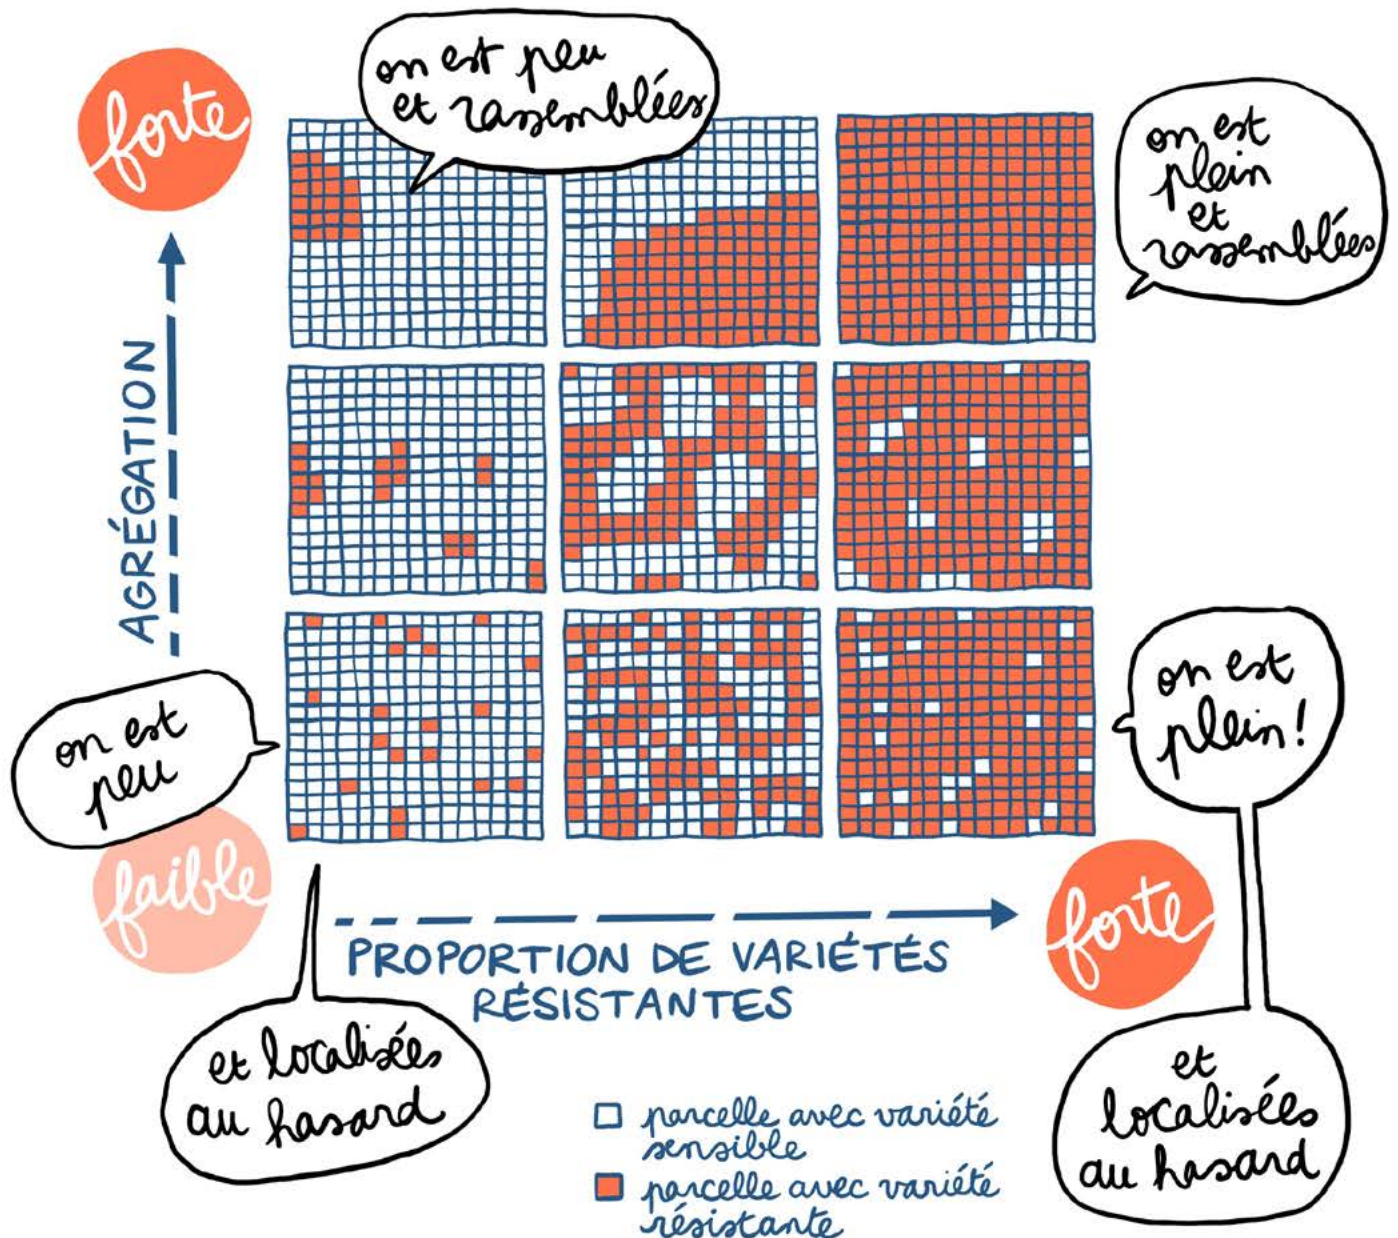 on est peu
et rassemblées
forte
on est
plein
et
rassemblées
AGRÉGATION
on est
peu
on est
plein!
faible
forte
PROPORTION DE VARIÉTÉS
RÉSISTANTES
et localisées
au hasard
et
localisées
au hasard
parcelle avec variété
sensible
parcelle avec variété
résistante